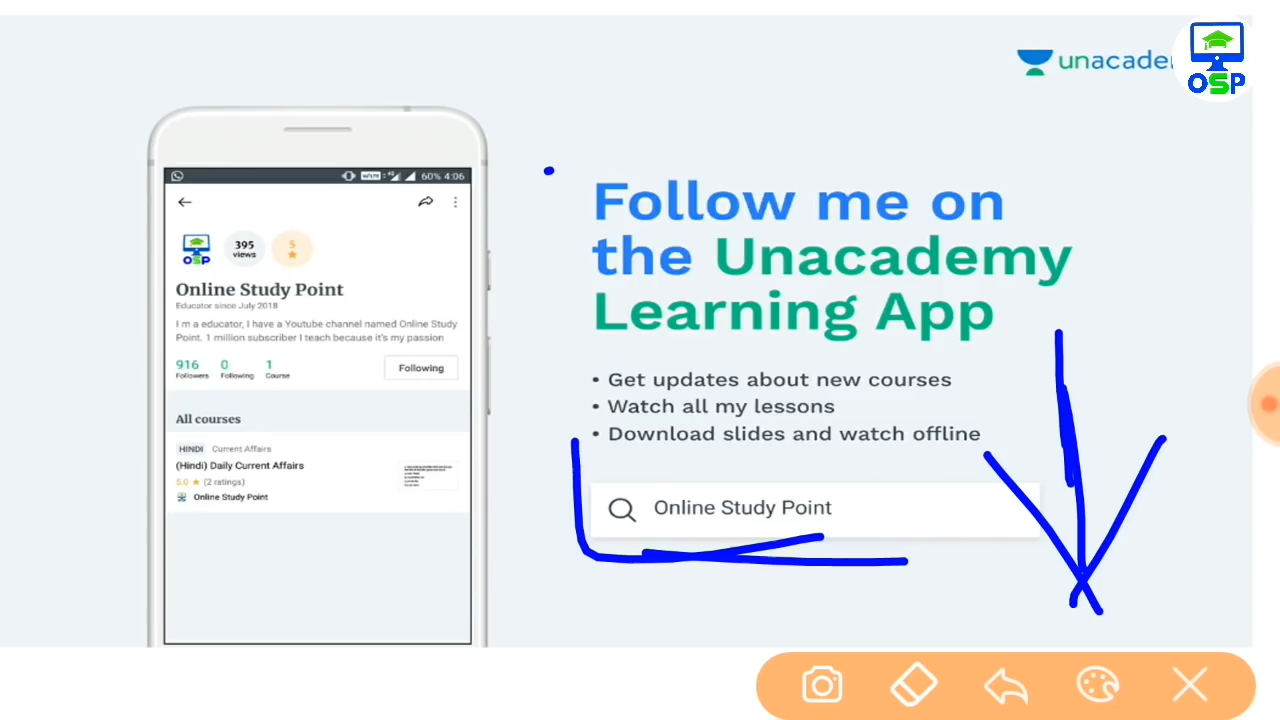 unacade
OSP
60% 4:06
395
views
5
OSP
Online Study Point
Educator since July 2018
I m a educator, I have a Youtube channel named Online Study
Point. 1 million subscriber I teach because it's my passion
916 0 1
Followers Following Course
Following
All courses
HINDI Current Affairs
(Hindi) Daily Current Affairs
5.0 ★ (2 ratings)
Online Study Point
Follow me on
the Unacademy
Learning App
• Get updates about new courses
• Watch all my lessons
• Download slides and watch offline
Online Study Point